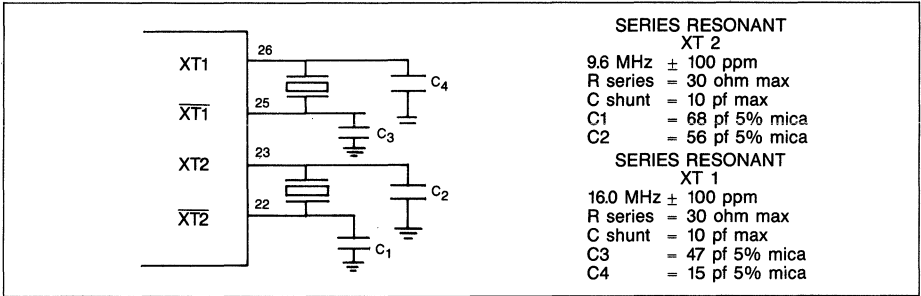 XT1
26
C4
X̅T̅1̅
25
C3
XT2
23
C2
X̅T̅2̅
22
C1
SERIES RESONANT
XT 2
9.6 MHz ± 100 ppm
R series = 30 ohm max
C shunt = 10 pf max
C1 = 68 pf 5% mica
C2 = 56 pf 5% mica
SERIES RESONANT
XT 1
16.0 MHz ± 100 ppm
R series = 30 ohm max
C shunt = 10 pf max
C3 = 47 pf 5% mica
C4 = 15 pf 5% mica